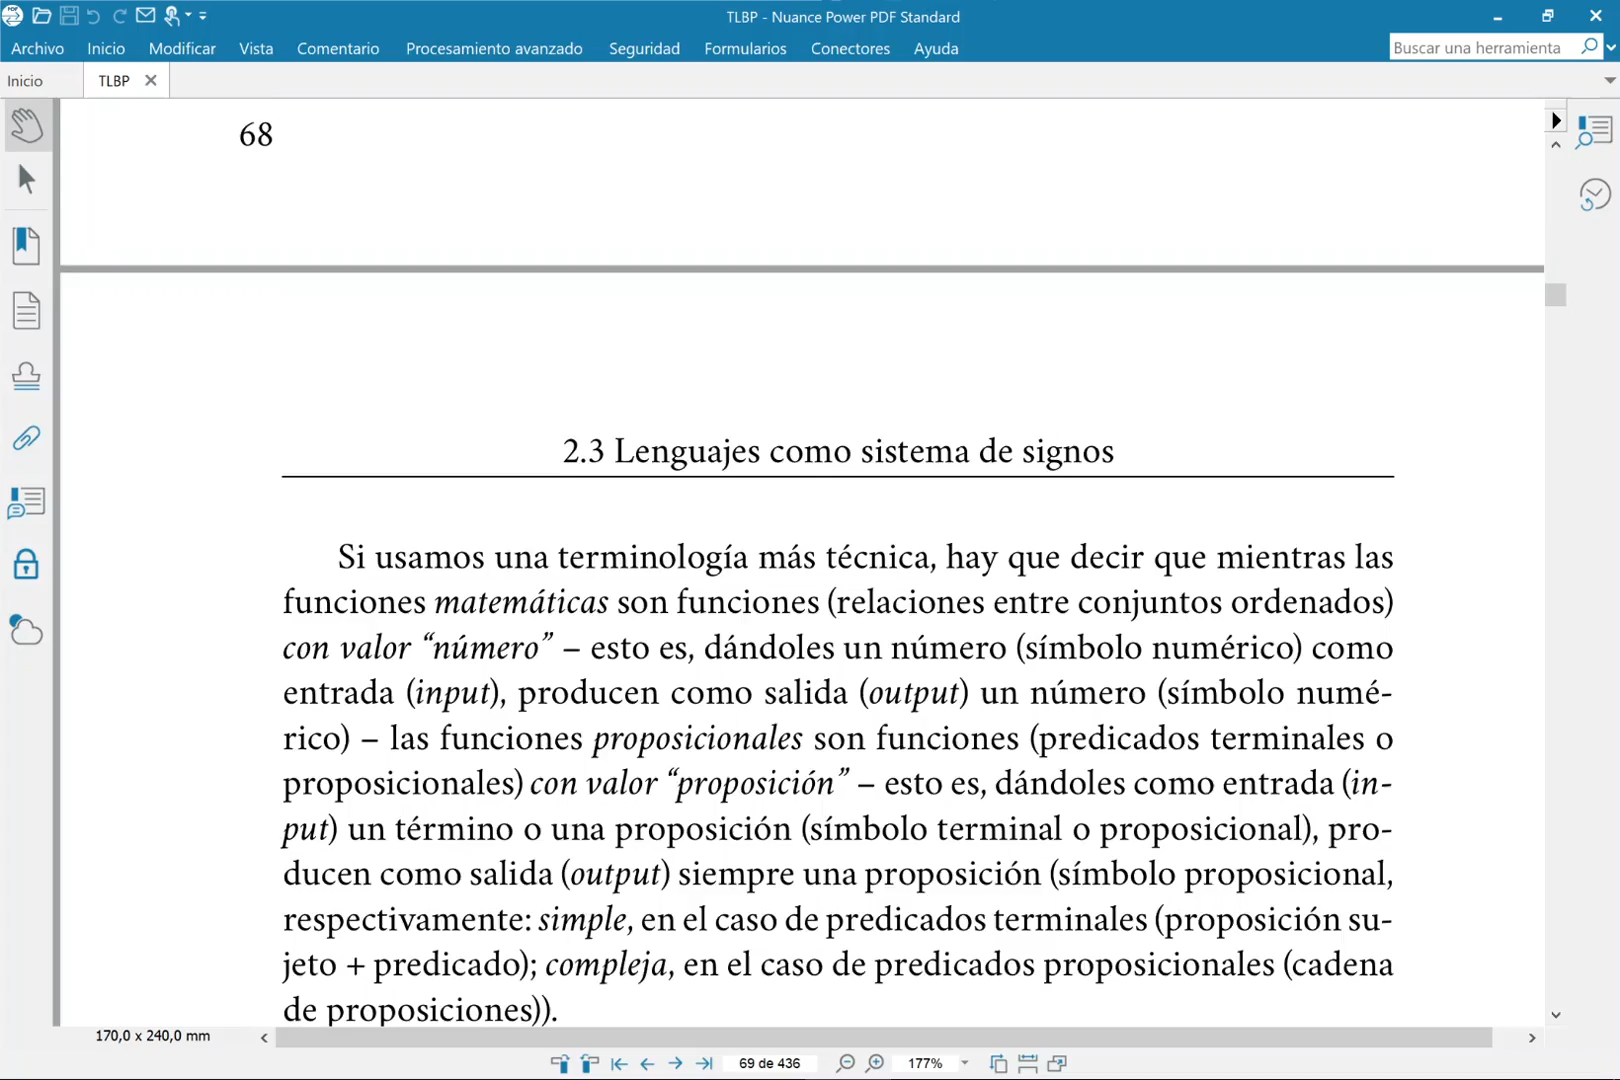 TLBP - Nuance Power PDF Standard
Archivo Inicio Modificar Vista Comentario Procesamiento avanzado Seguridad Formularios Conectores Ayuda Buscar una herramienta
Inicio TLBP
68
2.3 Lenguajes como sistema de signos
Si usamos una terminología más técnica, hay que decir que mientras las
funciones matemáticas son funciones (relaciones entre conjuntos ordenados)
con valor “número” – esto es, dándoles un número (símbolo numérico) como
entrada (input), producen como salida (output) un número (símbolo numé-
rico) – las funciones proposicionales son funciones (predicados terminales o
proposicionales) con valor “proposición” – esto es, dándoles como entrada (in-
put) un término o una proposición (símbolo terminal o proposicional), pro-
ducen como salida (output) siempre una proposición (símbolo proposicional,
respectivamente: simple, en el caso de predicados terminales (proposición su-
jeto + predicado); compleja, en el caso de predicados proposicionales (cadena
de proposiciones)).
170,0 x 240,0 mm
69 de 436 177%